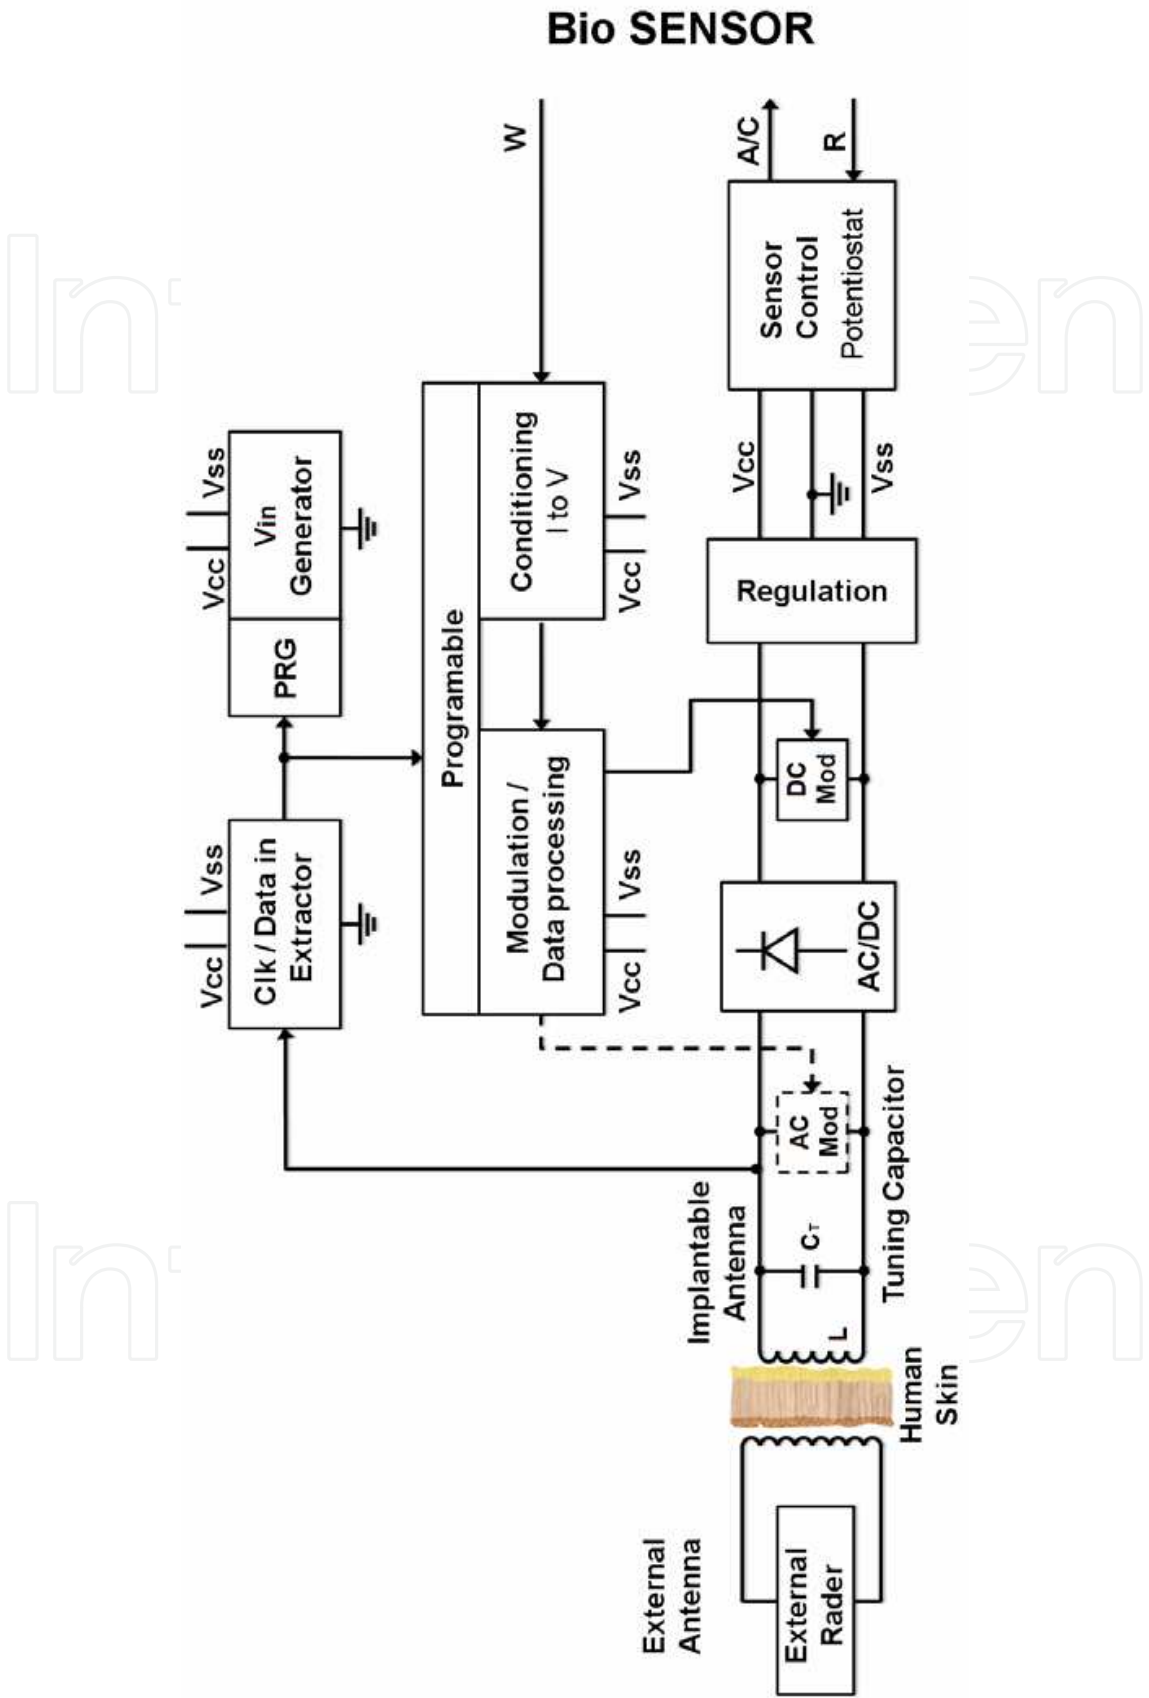 Bio SENSOR
W
A/C
R
Sensor
Control
Potentiostat
Vcc
Vss
Regulation
Vcc
Vss
Vin
Generator
PRG
Programable
Conditioning
I to V
Vcc
Vss
Modulation /
Data processing
Vcc
Vss
Clk / Data in
Extractor
Vcc
Vss
DC
Mod
AC/DC
AC
Mod
Implantable
Antenna
CT
Tuning Capacitor
L
Human
Skin
External
Antenna
External
Rader